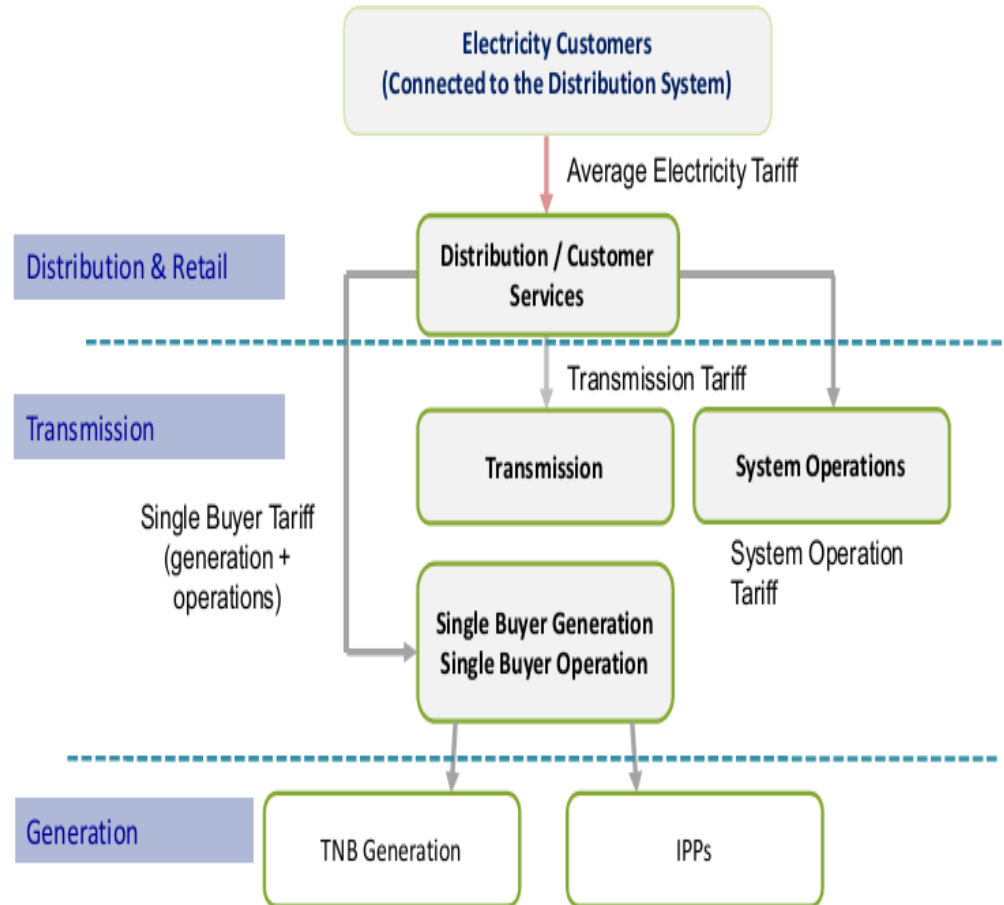 Electricity Customers
(Connected to the Distribution System)
Average Electricity Tariff
Distribution & Retail
Distribution / Customer
Services
Transmission Tariff
Transmission
Transmission
System Operations
Single Buyer Tariff
(generation +
operations)
System Operation
Tariff
Single Buyer Generation
Single Buyer Operation
Generation
TNB Generation
IPPs